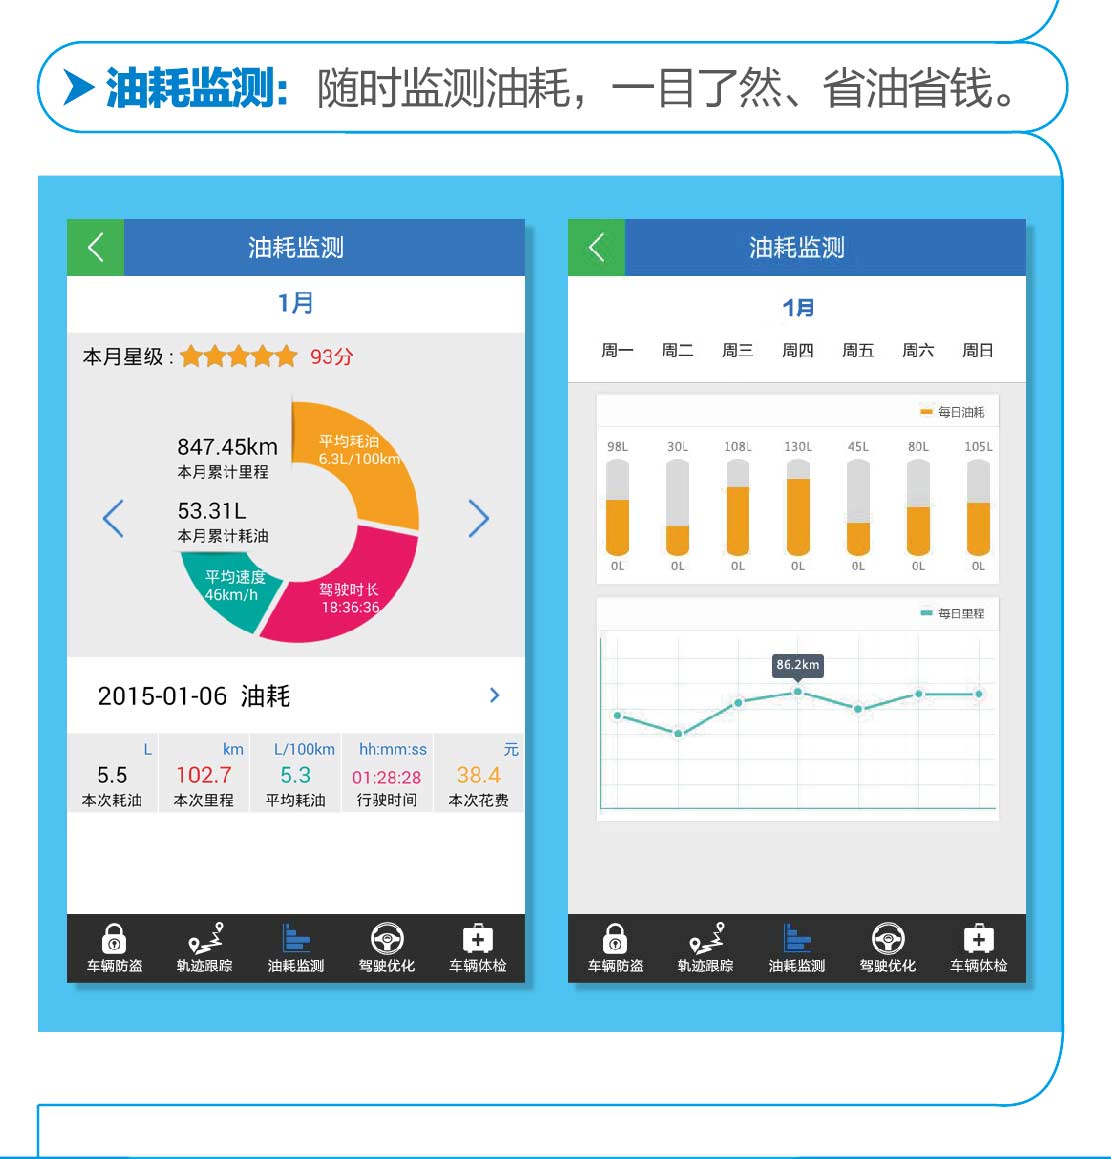 油耗监测：随时监测油耗，一目了然、省油省钱。
油耗监测
1月
本月星级 : 93分
847.45km
本月累计里程
53.31L
本月累计耗油
平均耗油
6.3L/100km
驾驶时长
18:36:36
平均速度
46km/h
2015-01-06 油耗
L km L/100km hh:mm:ss 元
5.5 102.7 5.3 01:28:28 38.4
本次耗油 本次里程 平均耗油 行驶时间 本次花费
车辆防盗 轨迹跟踪 油耗监测 驾驶优化 车辆体检
油耗监测
1月
周一 周二 周三 周四 周五 周六 周日
每日油耗
98L 30L 108L 130L 45L 80L 105L
0L 0L 0L 0L 0L 0L 0L
每日里程
86.2km
车辆防盗 轨迹跟踪 油耗监测 驾驶优化 车辆体检